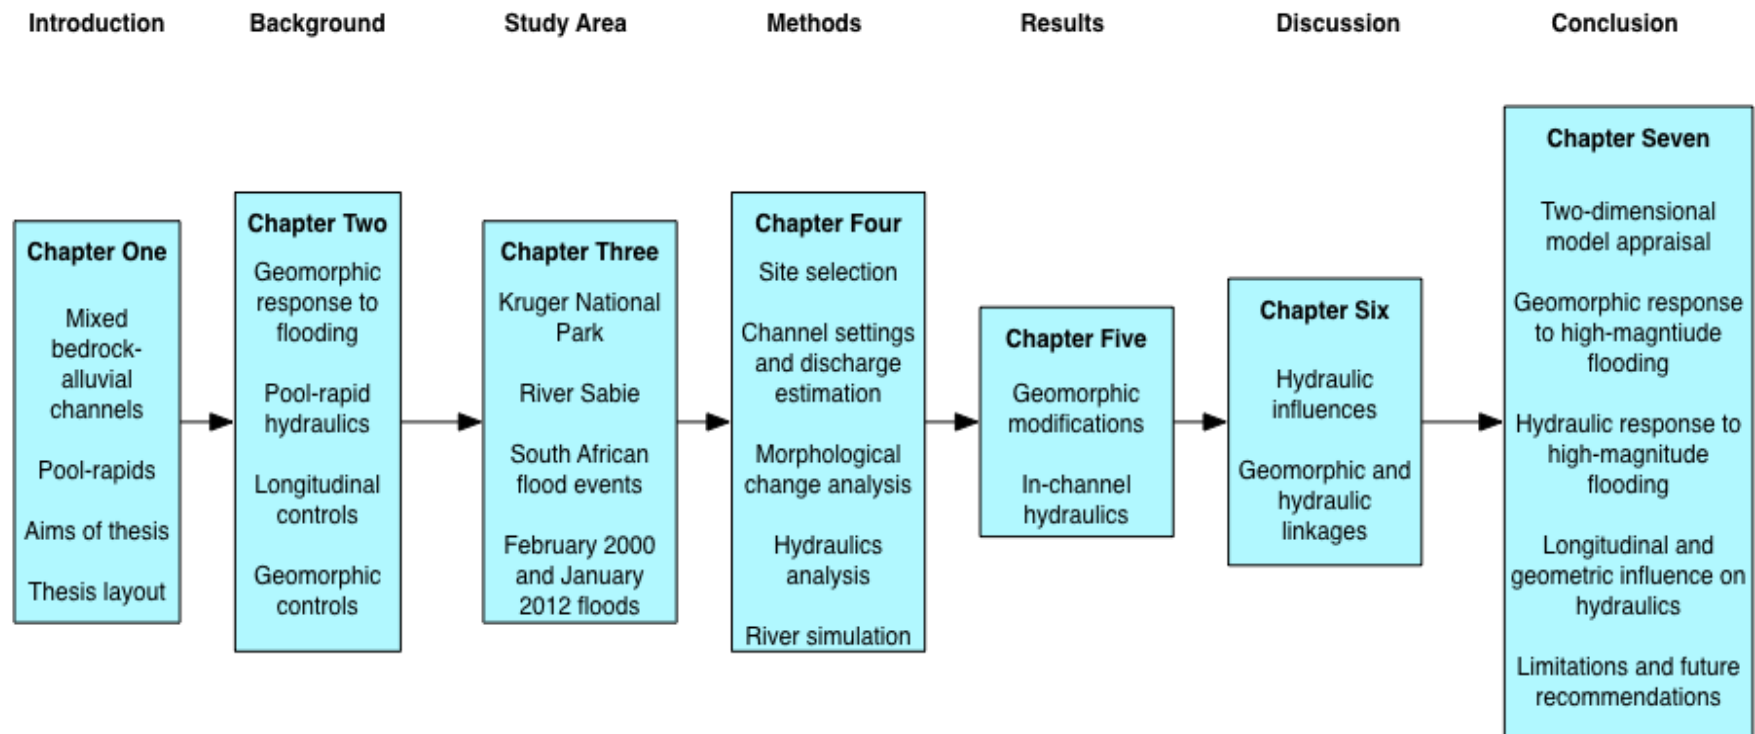 Introduction
Background
Study Area
Methods
Results
Discussion
Conclusion
Chapter One
Mixed
bedrock-
alluvial
channels
Pool-rapids
Aims of thesis
Thesis layout
Chapter Two
Geomorphic
response to
flooding
Pool-rapid
hydraulics
Longitudinal
controls
Geomorphic
controls
Chapter Three
Kruger National
Park
River Sabie
South African
flood events
February 2000
and January
2012 floods
Chapter Four
Site selection
Channel settings
and discharge
estimation
Morphological
change analysis
Hydraulics
analysis
River simulation
Chapter Five
Geomorphic
modifications
In-channel
hydraulics
Chapter Six
Hydraulic
influences
Geomorphic and
hydraulic
linkages
Chapter Seven
Two-dimensional
model appraisal
Geomorphic response
to high-magntiude
flooding
Hydraulic response to
high-magnitude
flooding
Longitudinal and
geometric influence on
hydraulics
Limitations and future
recommendations